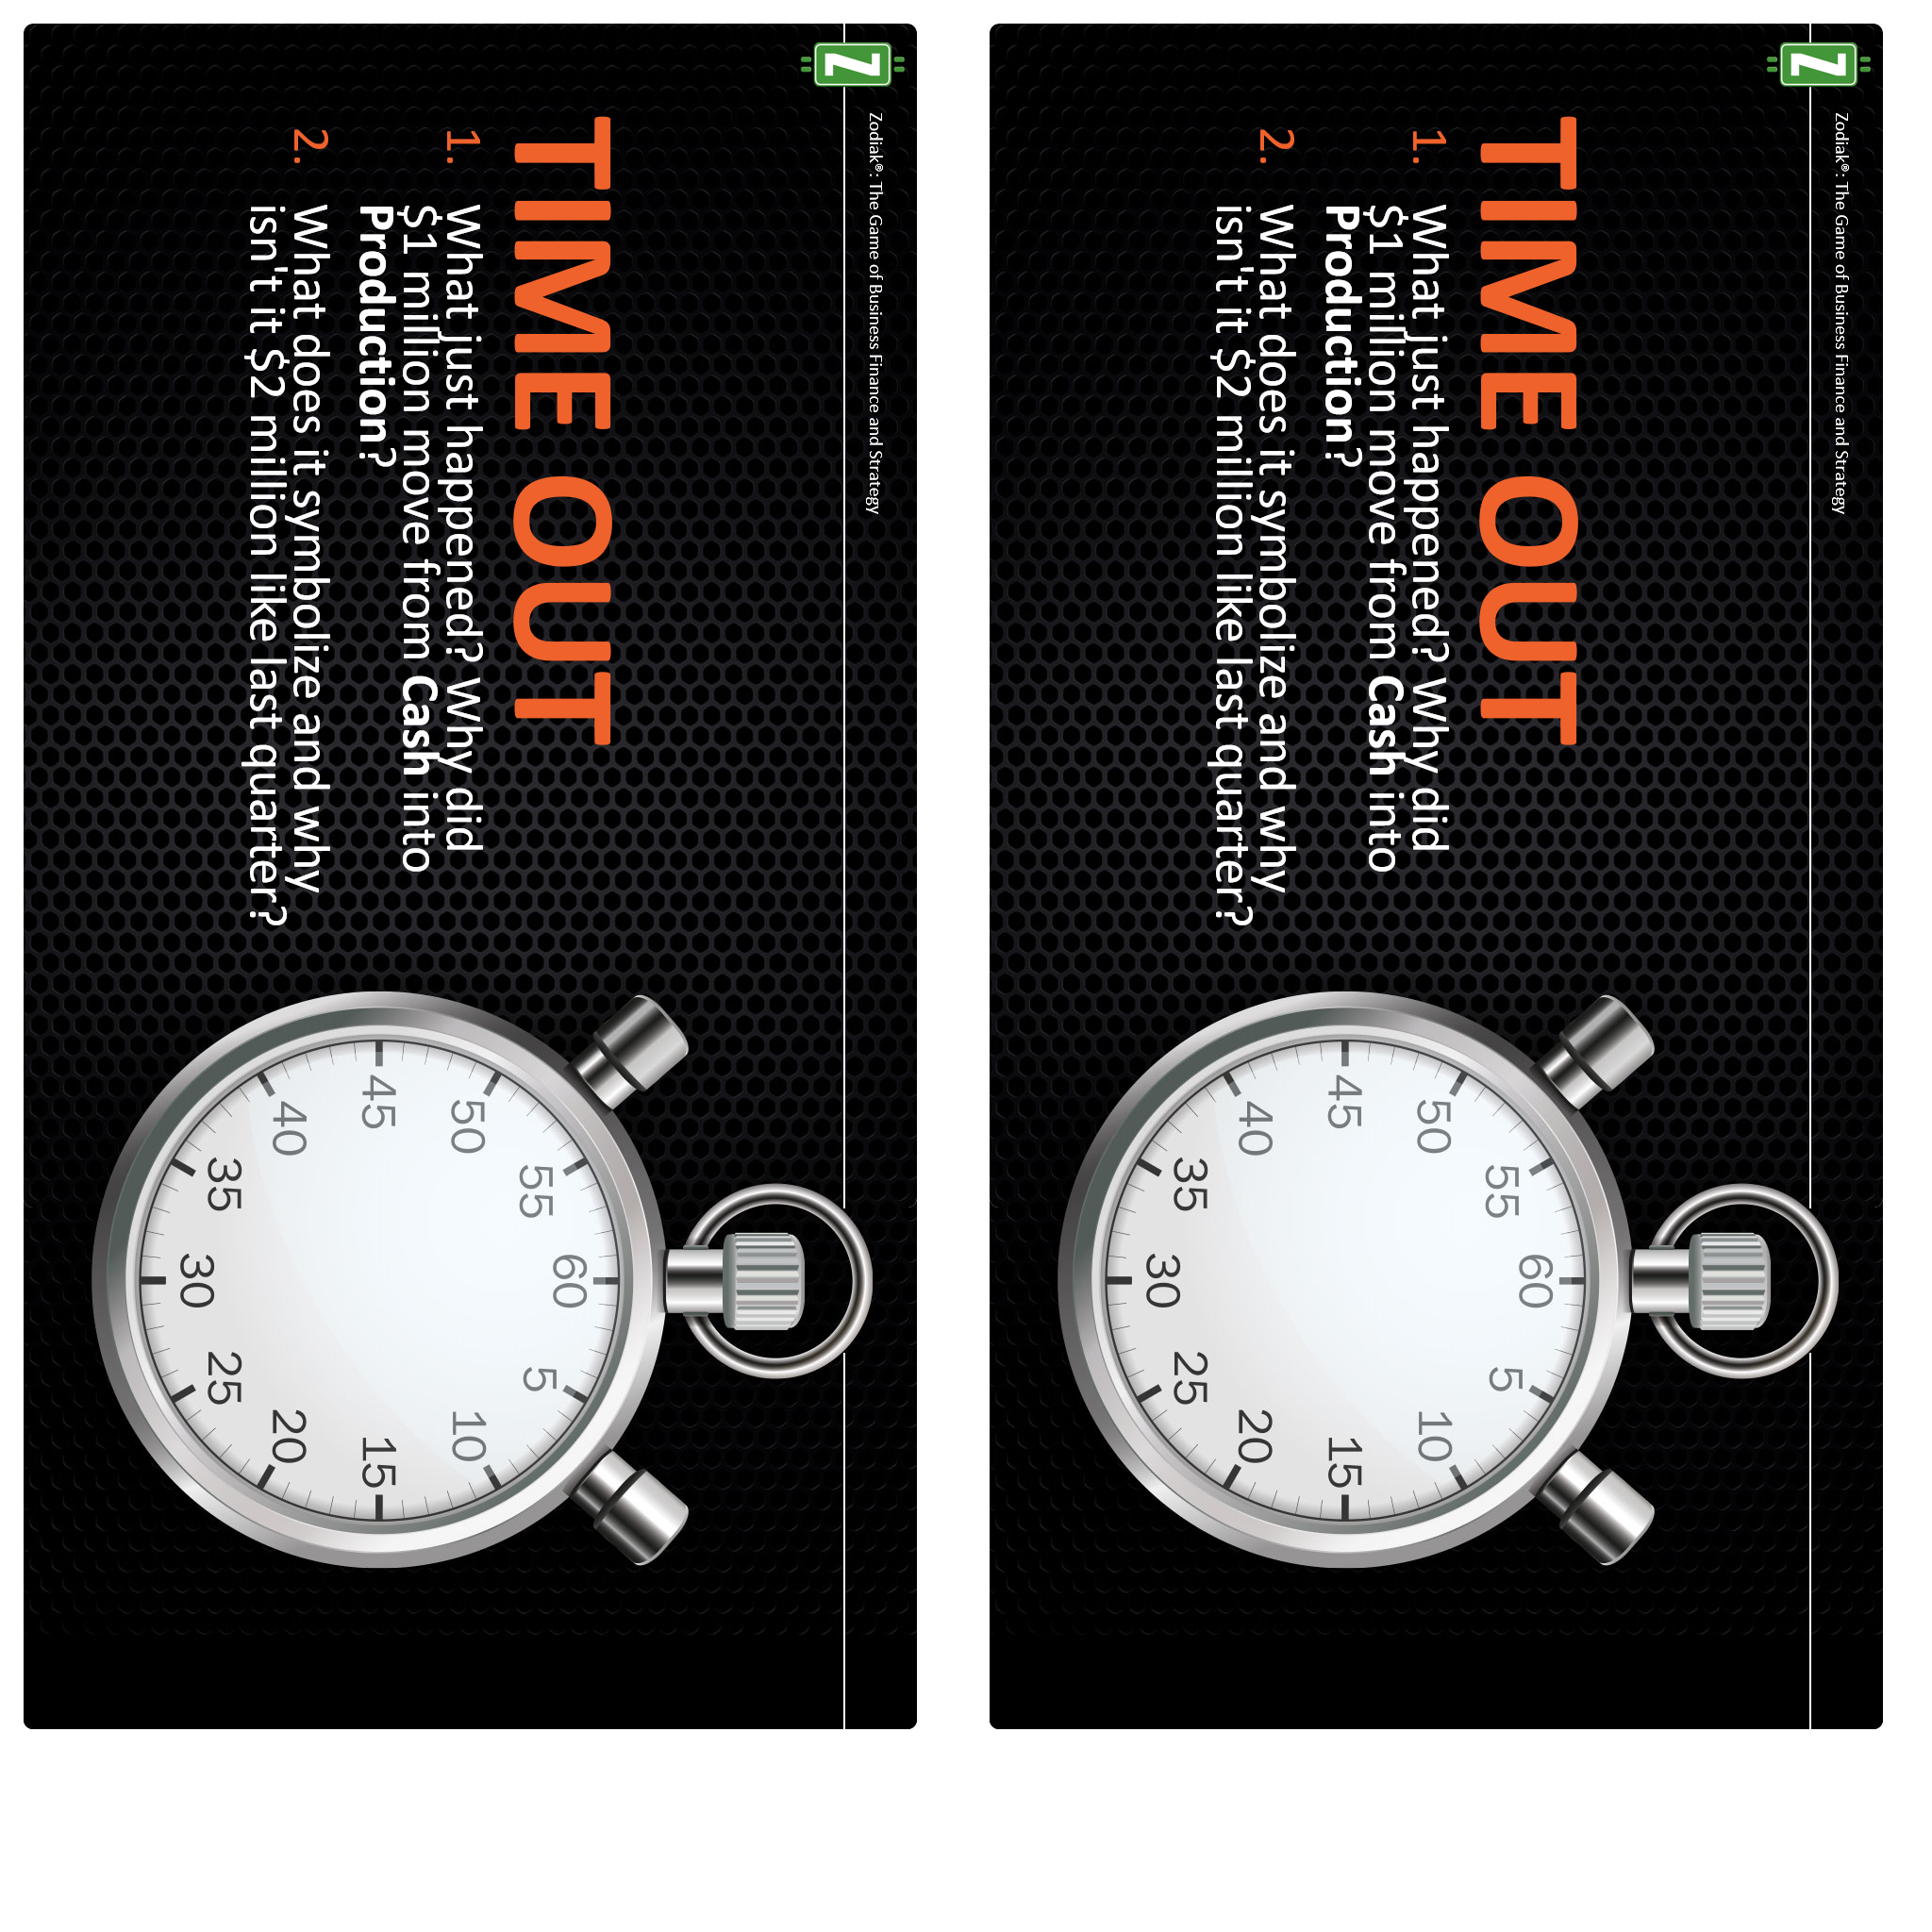 Z
Zodiak®: The Game of Business Finance and Strategy
TIME OUT
1. What just happened? Why did
$1 million move from Cash into
Production?
2. What does it symbolize and why
isn't it $2 million like last quarter?
60
5
10
15
20
25
30
35
40
45
50
55
Z
Zodiak®: The Game of Business Finance and Strategy
TIME OUT
1. What just happened? Why did
$1 million move from Cash into
Production?
2. What does it symbolize and why
isn't it $2 million like last quarter?
60
5
10
15
20
25
30
35
40
45
50
55